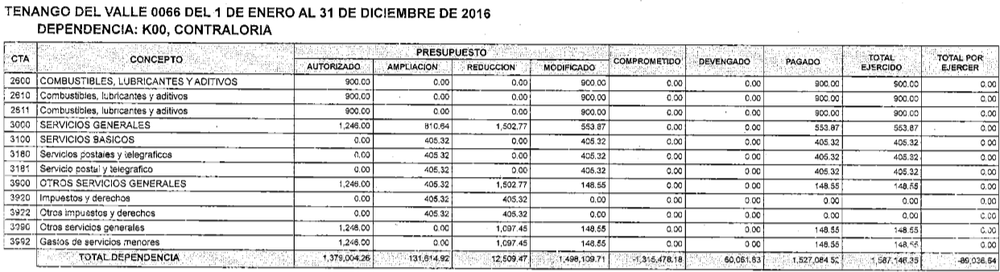 TENANGO DEL VALLE 0066 DEL 1 DE ENERO AL 31 DE DICIEMBRE DE 2016
DEPENDENCIA: K00, CONTRALORIA
CTA CONCEPTO PRESUPUESTO COMPROMETIDO DEVENGADO PAGADO TOTAL EJERCIDO TOTAL POR EJERCER
AUTORIZADO AMPLIACION REDUCCION MODIFICADO
2600 COMBUSTIBLES, LUBRICANTES Y ADITIVOS 900.00 0.00 0.00 900.00 0.00 0.00 900.00 900.00 0.00
2610 Combustibles, lubricantes y aditivos 900.00 0.00 0.00 900.00 0.00 0.00 900.00 900.00 0.00
2611 Combustibles, lubricantes y aditivos 900.00 0.00 0.00 900.00 0.00 0.00 900.00 900.00 0.00
3000 SERVICIOS GENERALES 1,246.00 810.64 1,502.77 553.87 0.00 0.00 553.87 553.87 0.00
3100 SERVICIOS BASICOS 0.00 405.32 0.00 405.32 0.00 0.00 405.32 405.32 0.00
3180 Servicios postales y telegraficos 0.00 405.32 0.00 405.32 0.00 0.00 405.32 405.32 0.00
3181 Servicio postal y telegrafico 0.00 405.32 0.00 405.32 0.00 0.00 405.32 405.32 0.00
3900 OTROS SERVICIOS GENERALES 1,246.00 405.32 1,502.77 148.55 0.00 0.00 148.55 148.55 0.00
3920 Impuestos y derechos 0.00 405.32 405.32 0.00 0.00 0.00 0.00 0.00 0.00
3922 Otros impuestos y derechos 0.00 405.32 405.32 0.00 0.00 0.00 0.00 0.00 0.00
3990 Otros servicios generales 1,246.00 0.00 1,097.45 148.55 0.00 0.00 148.55 148.55 0.00
3992 Gastos de servicios menores 1,246.00 0.00 1,097.45 148.55 0.00 0.00 148.55 148.55 0.00
TOTAL DEPENDENCIA 1,379,004.26 131,614.92 12,509.47 1,498,109.71 -1,315,478.18 60,061.83 1,527,084.52 1,587,146.35 -89,036.64